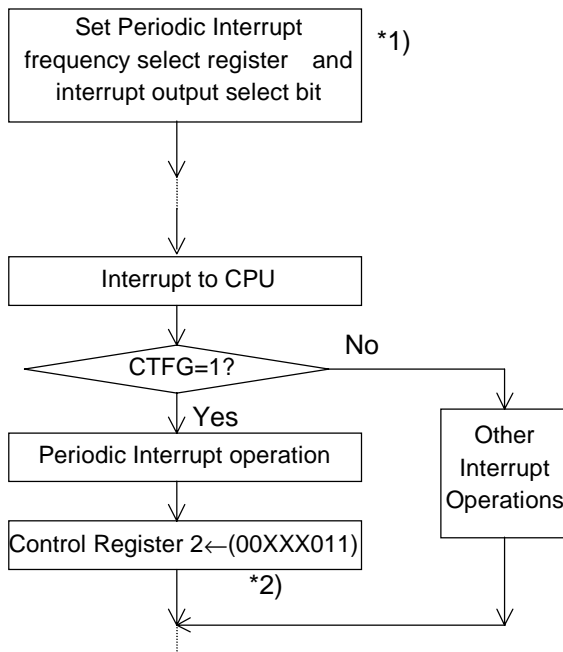 Set Periodic Interrupt
frequency select register and
interrupt output select bit
*1)
Interrupt to CPU
CTFG=1?
No
Yes
Periodic Interrupt operation
Other
Interrupt
Operations
Control Register 2←(00XXX011)
*2)